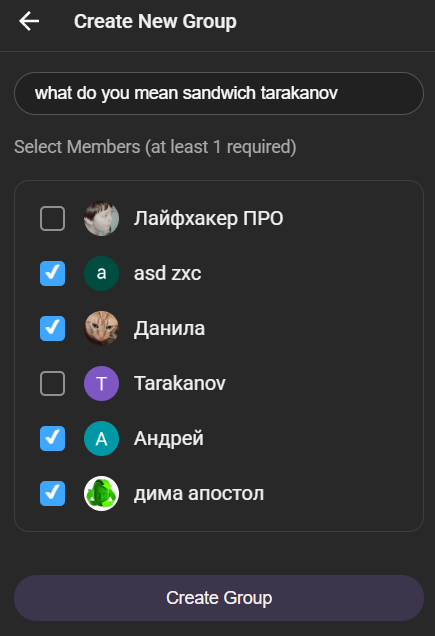 Create New Group
what do you mean sandwich tarakanov
Select Members (at least 1 required)
Лайфхакер ПРО
a asd zxc
Данила
T Tarakanov
А Андрей
дима апостол
Create Group